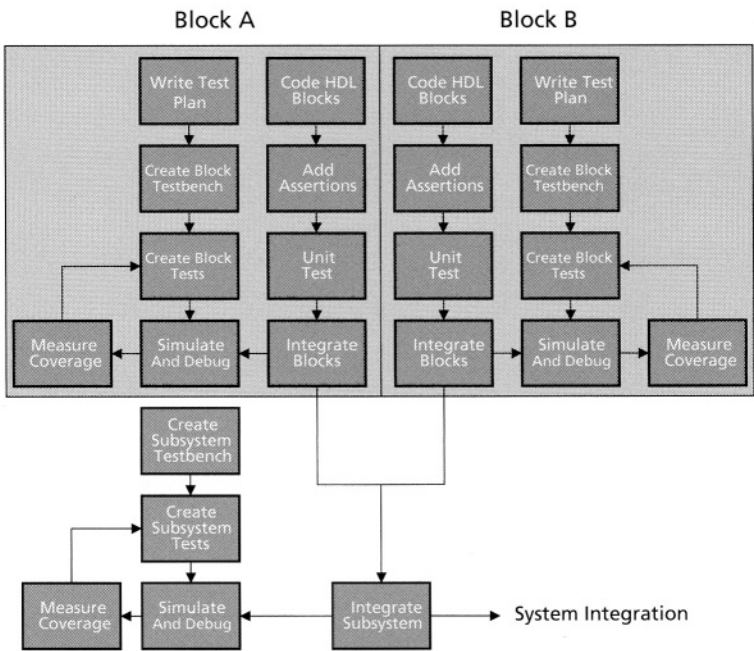 Block A
Block B
Write Test
Plan
Code HDL
Blocks
Code HDL
Blocks
Write Test
Plan
Create Block
Testbench
Add
Assertions
Add
Assertions
Create Block
Testbench
Create Block
Tests
Unit
Test
Unit
Test
Create Block
Tests
Measure
Coverage
Simulate
And Debug
Integrate
Blocks
Integrate
Blocks
Simulate
And Debug
Measure
Coverage
Create
Subsystem
Testbench
Create
Subsystem
Tests
Measure
Coverage
Simulate
And Debug
Integrate
Subsystem
System Integration